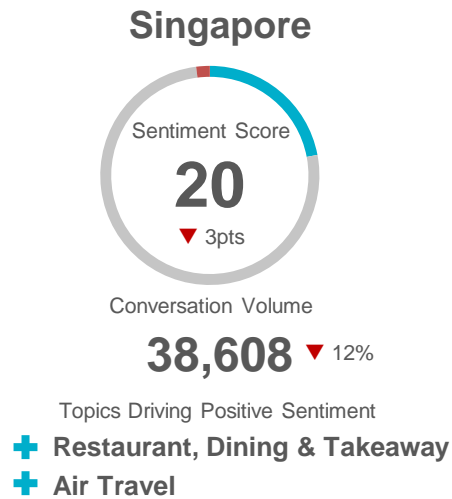 Singapore
Sentiment Score
20
▼ 3pts
Conversation Volume
38,608 ▼ 12%
Topics Driving Positive Sentiment
Restaurant, Dining & Takeaway
Air Travel